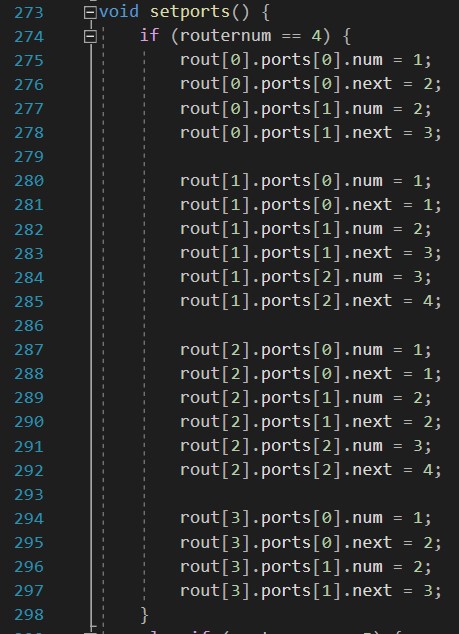 273 void setports() {
274 if (routernum == 4) {
275 rout[0].ports[0].num = 1;
276 rout[0].ports[0].next = 2;
277 rout[0].ports[1].num = 2;
278 rout[0].ports[1].next = 3;
279
280 rout[1].ports[0].num = 1;
281 rout[1].ports[0].next = 1;
282 rout[1].ports[1].num = 2;
283 rout[1].ports[1].next = 3;
284 rout[1].ports[2].num = 3;
285 rout[1].ports[2].next = 4;
286
287 rout[2].ports[0].num = 1;
288 rout[2].ports[0].next = 1;
289 rout[2].ports[1].num = 2;
290 rout[2].ports[1].next = 2;
291 rout[2].ports[2].num = 3;
292 rout[2].ports[2].next = 4;
293
294 rout[3].ports[0].num = 1;
295 rout[3].ports[0].next = 2;
296 rout[3].ports[1].num = 2;
297 rout[3].ports[1].next = 3;
298 }